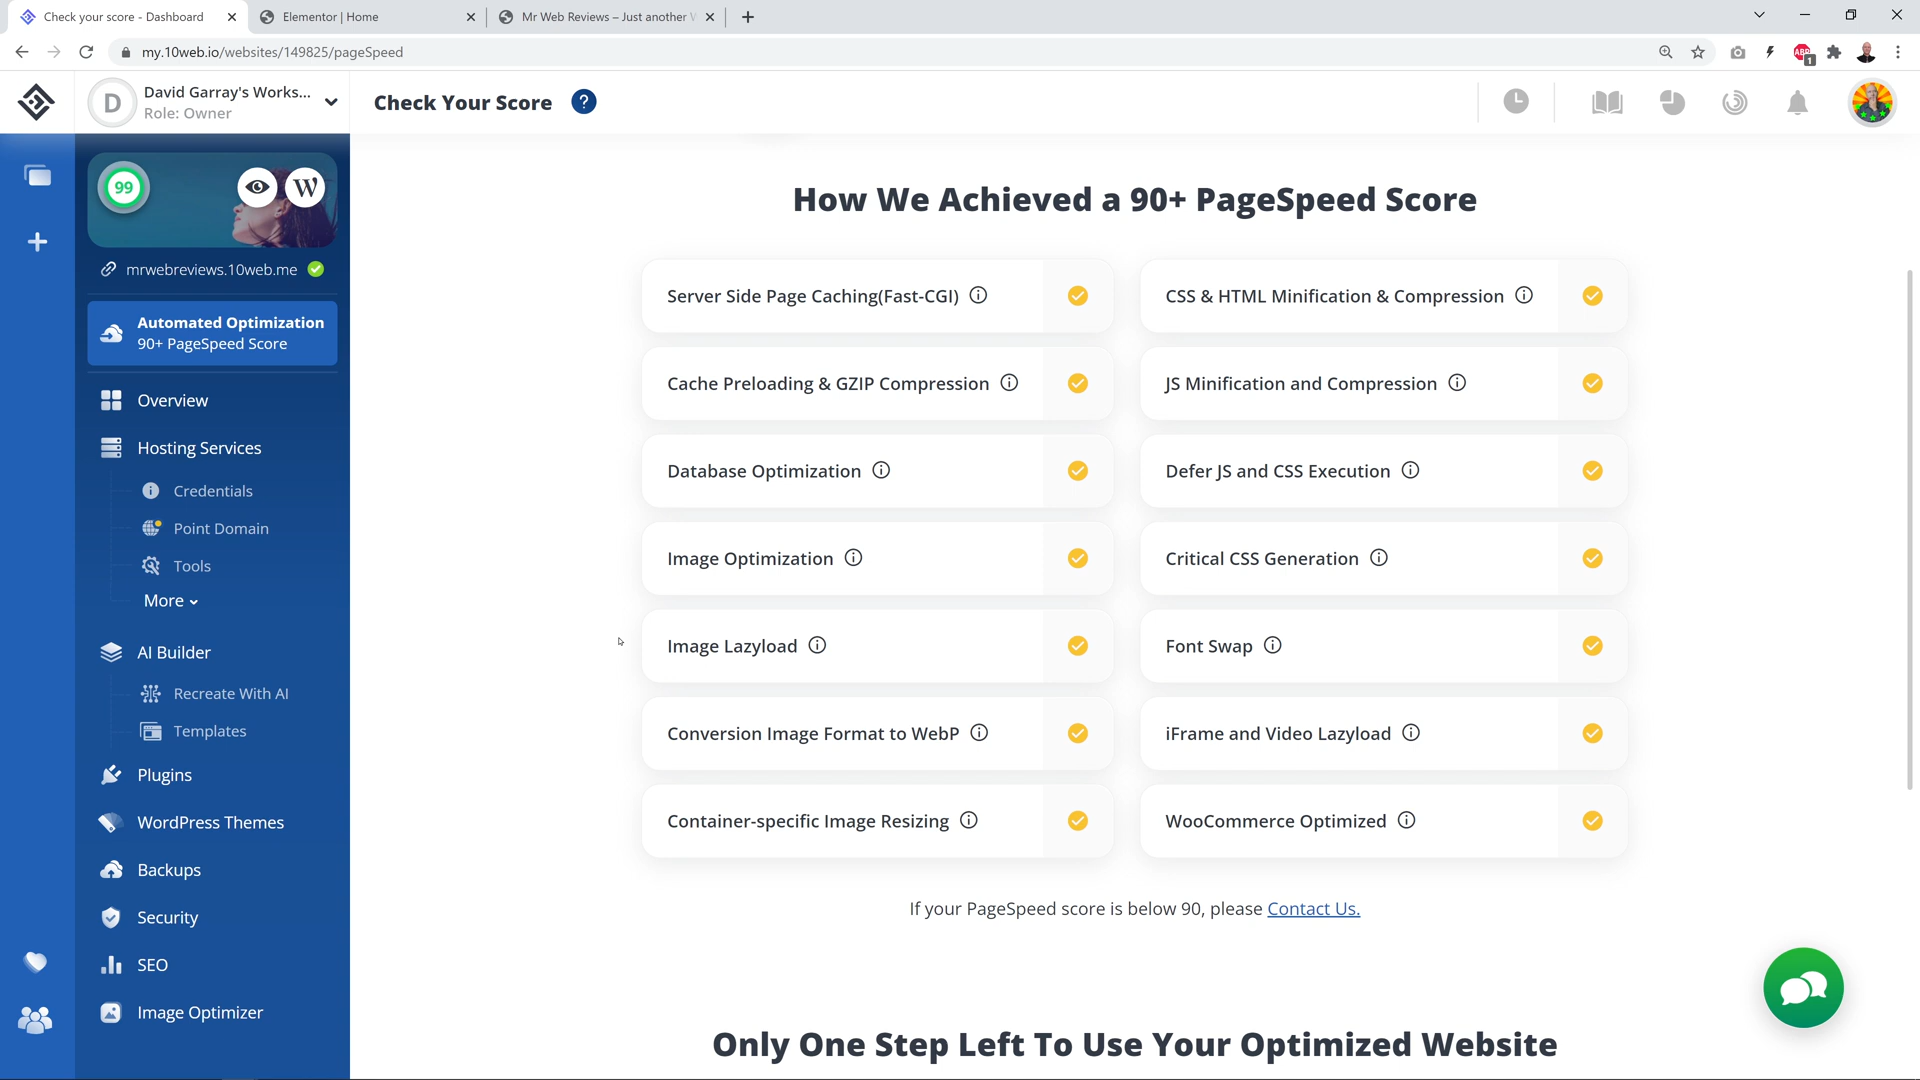 Check your score - Dashboard
Elementor | Home
Mr Web Reviews – Just another W
my.10web.io/websites/149825/pageSpeed
ABP
1
D
David Garray's Works...
Role: Owner
Check Your Score
?
99
W
mrwebreviews.10web.me
Automated Optimization
90+ PageSpeed Score
Overview
Hosting Services
Credentials
Point Domain
Tools
More
AI Builder
Recreate With AI
Templates
Plugins
WordPress Themes
Backups
Security
SEO
Image Optimizer
How We Achieved a 90+ PageSpeed Score
Server Side Page Caching(Fast-CGI)
CSS & HTML Minification & Compression
Cache Preloading & GZIP Compression
JS Minification and Compression
Database Optimization
Defer JS and CSS Execution
Image Optimization
Critical CSS Generation
Image Lazyload
Font Swap
Conversion Image Format to WebP
iFrame and Video Lazyload
Container-specific Image Resizing
WooCommerce Optimized
If your PageSpeed score is below 90, please Contact Us.
Only One Step Left To Use Your Optimized Website